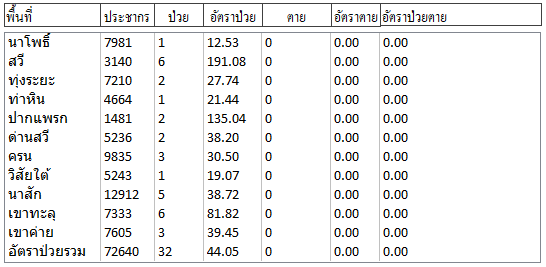 พื้นที่ ประชากร ป่วย อัตราป่วย ตาย อัตราตาย อัตราป่วยตาย
นาโพธิ์ 7981 1 12.53 0 0.00 0.00
สวี 3140 6 191.08 0 0.00 0.00
ทุ่งระยะ 7210 2 27.74 0 0.00 0.00
ท่าหิน 4664 1 21.44 0 0.00 0.00
ปากแพรก 1481 2 135.04 0 0.00 0.00
ด่านสวี 5236 2 38.20 0 0.00 0.00
ครน 9835 3 30.50 0 0.00 0.00
วิสัยใต้ 5243 1 19.07 0 0.00 0.00
นาสัก 12912 5 38.72 0 0.00 0.00
เขาทะลุ 7333 6 81.82 0 0.00 0.00
เขาค่าย 7605 3 39.45 0 0.00 0.00
อัตราป่วยรวม 72640 32 44.05 0 0.00 0.00